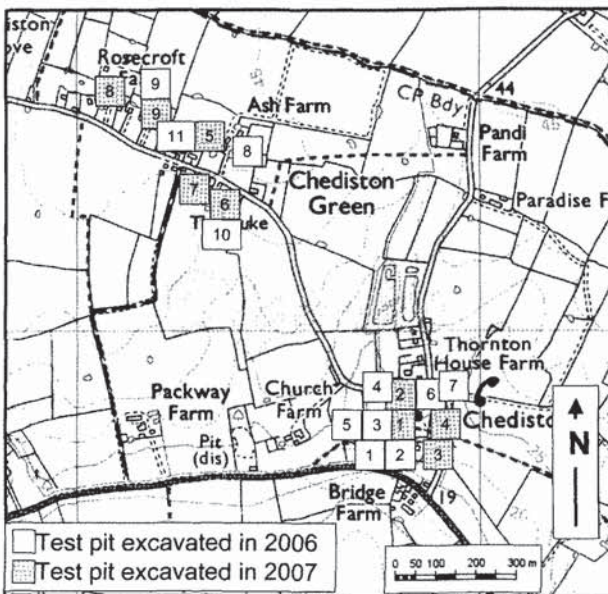 iston
ove
Rosecroft
Fa
8
9
9
11
5
8
Ash Farm
CP Bdy
44
Pandi
Farm
Chediston
Green
Paradise F
7
6
10
Thornton
House Farm
Packway
Farm
Church
Farm
Pit
(dis)
4
2
6
7
5
3
1
4
Chedisto
1
2
3
Bridge
Farm
19
N
Test pit excavated in 2006
Test pit excavated in 2007
0 50 100 200 300 m